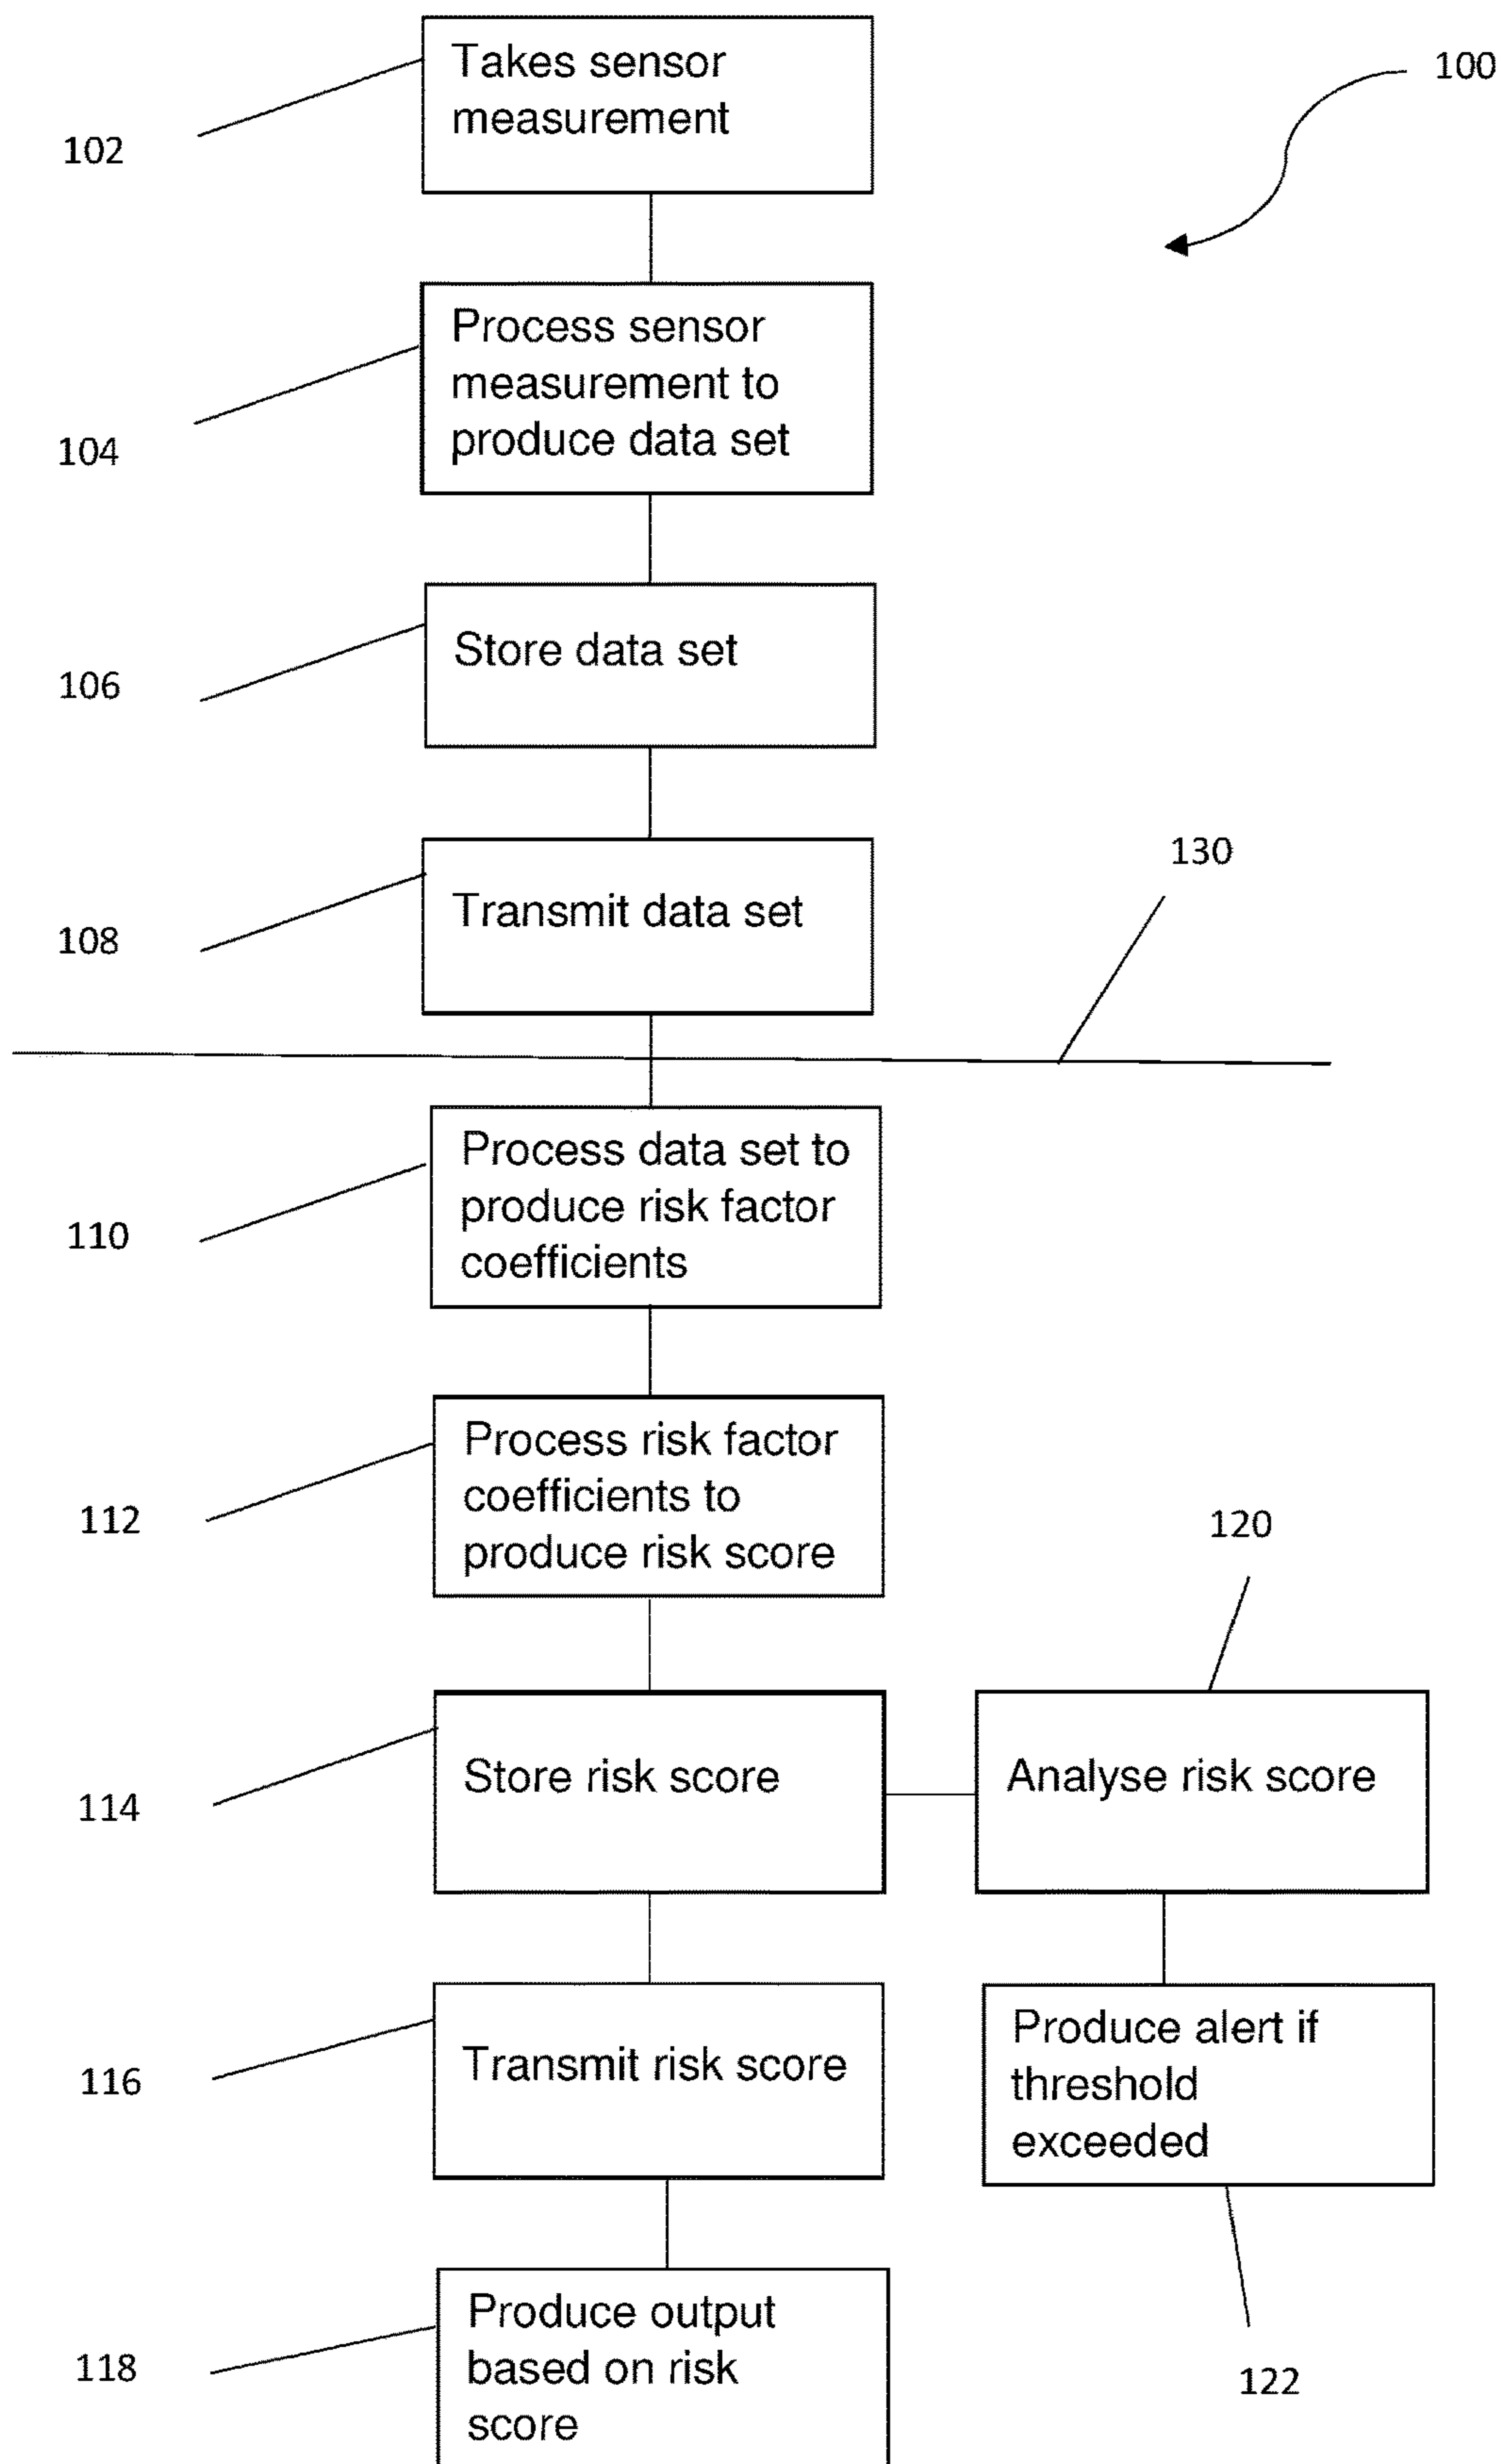 Takes sensor
measurement
100
102
Process sensor
measurement to
produce data set
104
Store data set
106
130
Transmit data set
108
Process data set to
produce risk factor
coefficients
110
Process risk factor
coefficients to
produce risk score
112
120
Store risk score
Analyse risk score
114
Transmit risk score
116
Produce alert if
threshold
exceeded
Produce output
based on risk
score
118
122